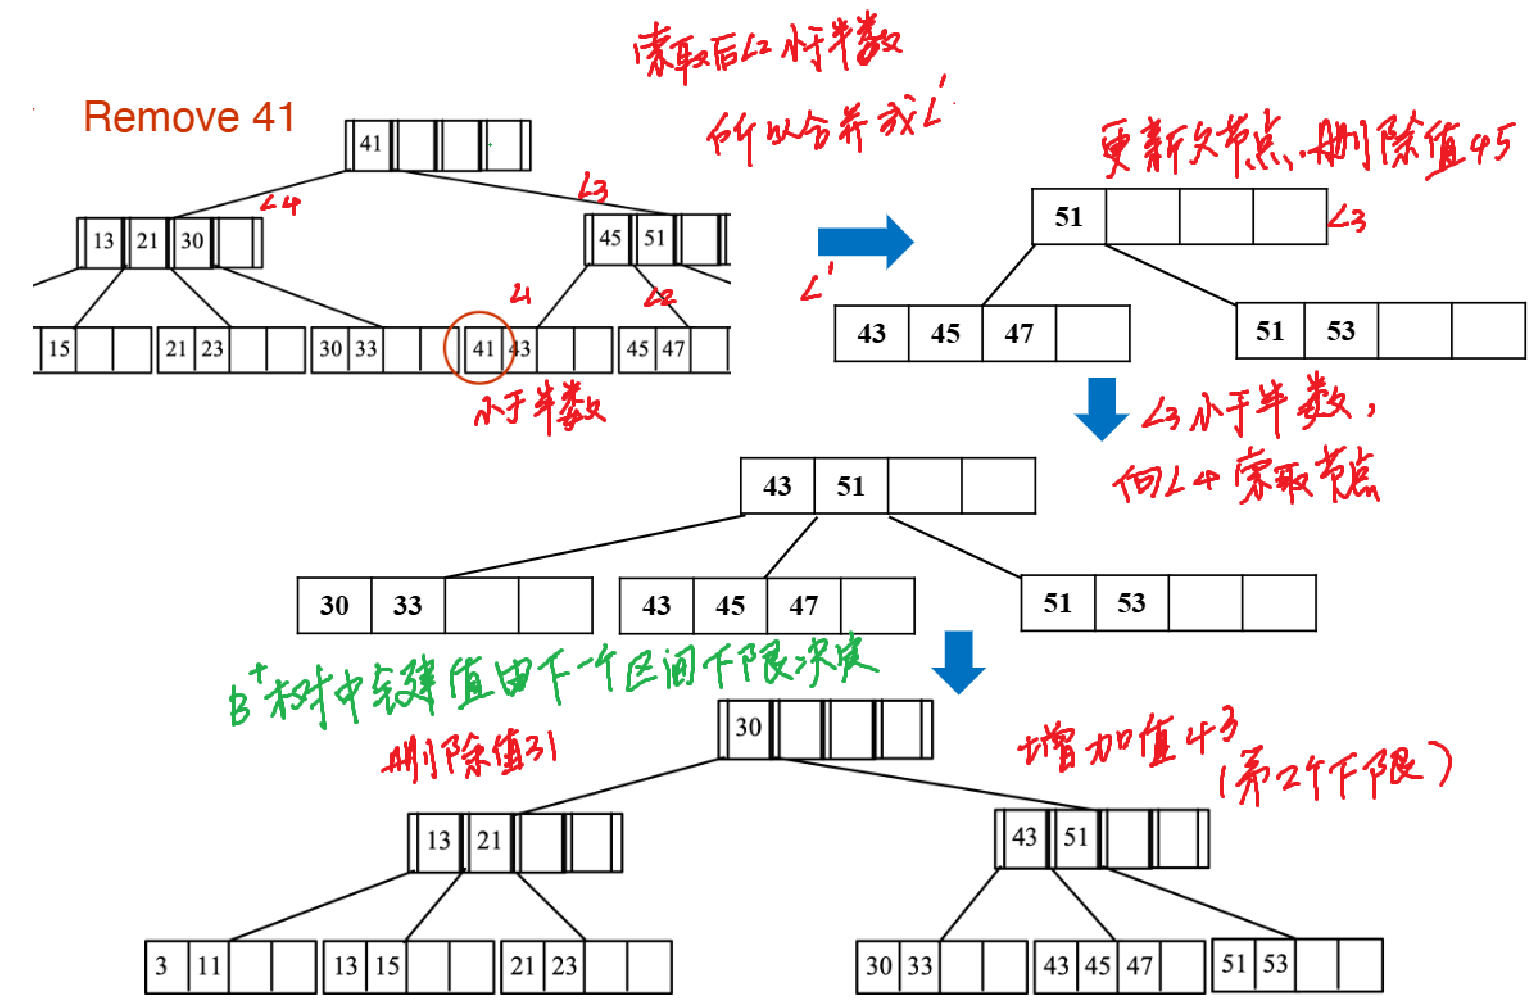 索取后L2小于半数
所以合并成L'
Remove 41
更新父节点.删除值45
41
51
L3
L4
L3
13 21 30
45 51
L'
L1
L2
43 45 47
51 53
15
21 23
30 33
41 43
45 47
小于半数
L3小于半数，
向L4索取节点
43 51
30 33
43 45 47
51 53
B+树中关键值由下一个区间下限决定
删除值31
30
增加值43
(第2个下限)
13 21
43 51
3 11
13 15
21 23
30 33
43 45 47
51 53